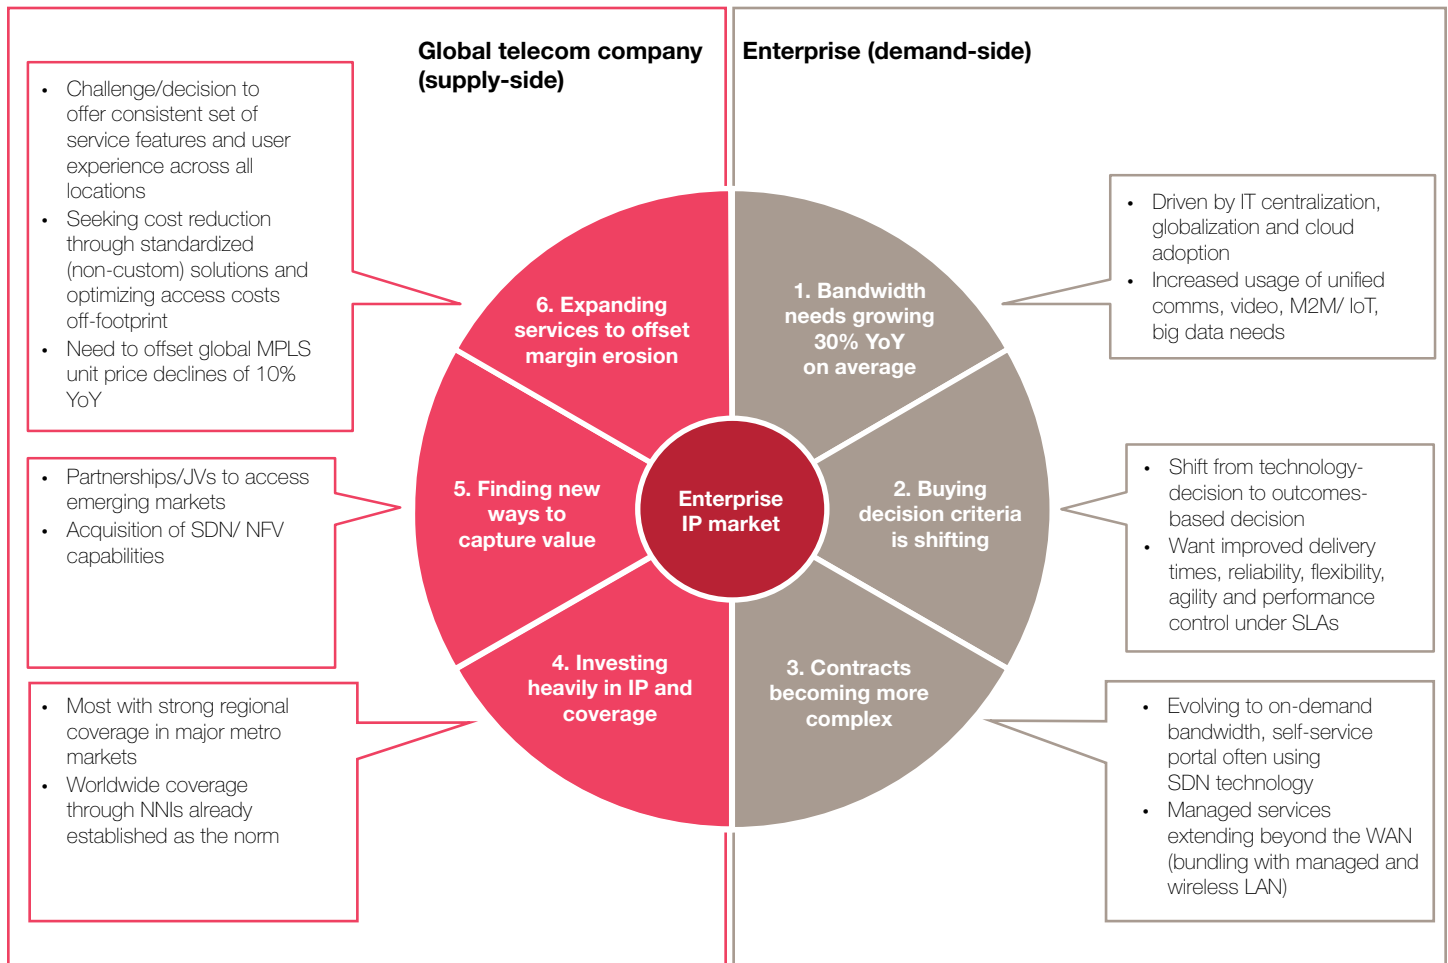 Global telecom company
(supply-side)
• Challenge/decision to
offer consistent set of
service features and user
experience across all
locations
• Seeking cost reduction
through standardized
(non-custom) solutions and
optimizing access costs
off-footprint
• Need to offset global MPLS
unit price declines of 10%
YoY
• Partnerships/JVs to access
emerging markets
• Acquisition of SDN/ NFV
capabilities
• Most with strong regional
coverage in major metro
markets
• Worldwide coverage
through NNIs already
established as the norm
6. Expanding
services to offset
margin erosion
5. Finding new
ways to
capture value
4. Investing
heavily in IP and
coverage
Enterprise
IP market
Enterprise (demand-side)
1. Bandwidth
needs growing
30% YoY
on average
2. Buying
decision criteria
is shifting
3. Contracts
becoming more
complex
• Driven by IT centralization,
globalization and cloud
adoption
• Increased usage of unified
comms, video, M2M/ IoT,
big data needs
• Shift from technology-
decision to outcomes-
based decision
• Want improved delivery
times, reliability, flexibility,
agility and performance
control under SLAs
• Evolving to on-demand
bandwidth, self-service
portal often using
SDN technology
• Managed services
extending beyond the WAN
(bundling with managed and
wireless LAN)